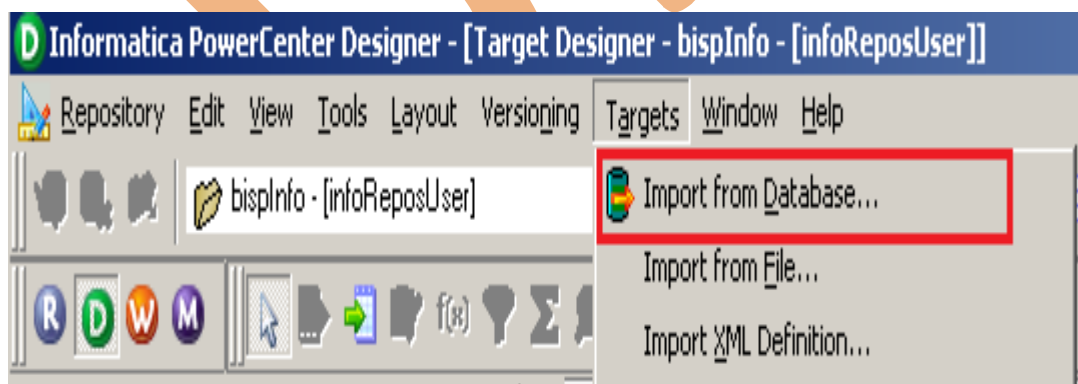 D Informatica PowerCenter Designer - [Target Designer - bispInfo - [infoReposUser]]
Repository Edit View Tools Layout Versioning Targets Window Help
bispInfo - [infoReposUser]
Import from Database...
Import from File...
R D W M f(x) Σ
Import XML Definition...